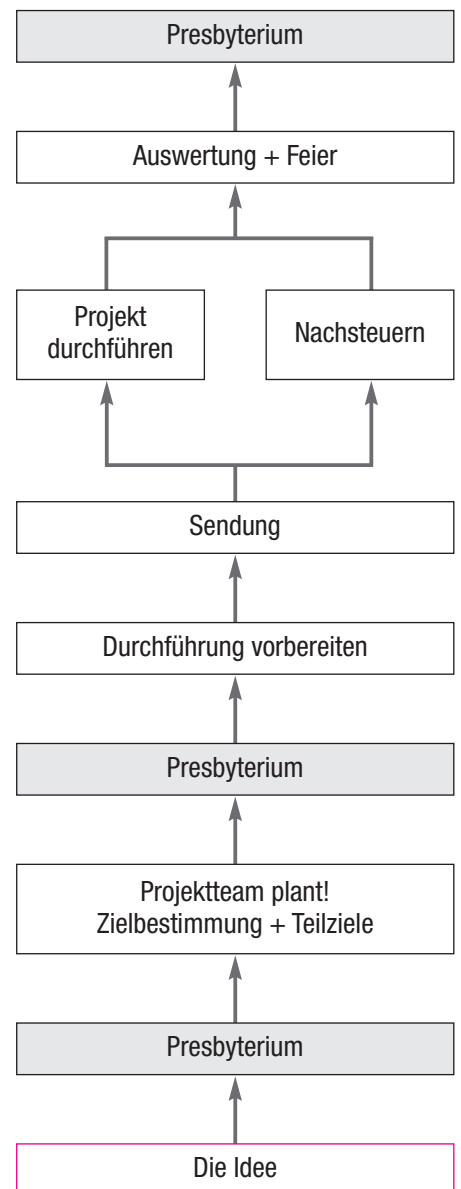 Presbyterium
Auswertung + Feier
Projekt
durchführen
Nachsteuern
Sendung
Durchführung vorbereiten
Presbyterium
Projektteam plant!
Zielbestimmung + Teilziele
Presbyterium
Die Idee